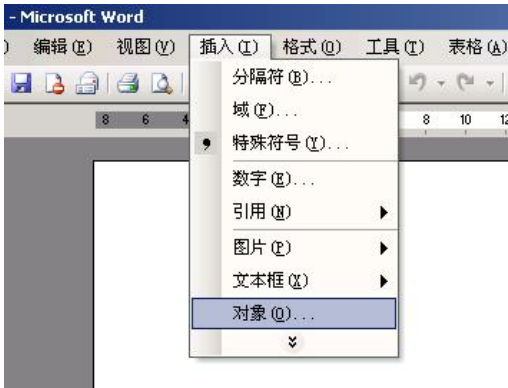 - Microsoft Word
) 编辑(E) 视图(V) 插入(I) 格式(O) 工具(T) 表格(A)
8 6 4 8 10 12
分隔符(B)...
域(F)...
特殊符号(Y)...
数字(E)...
引用(N)
图片(P)
文本框(X)
对象(O)...